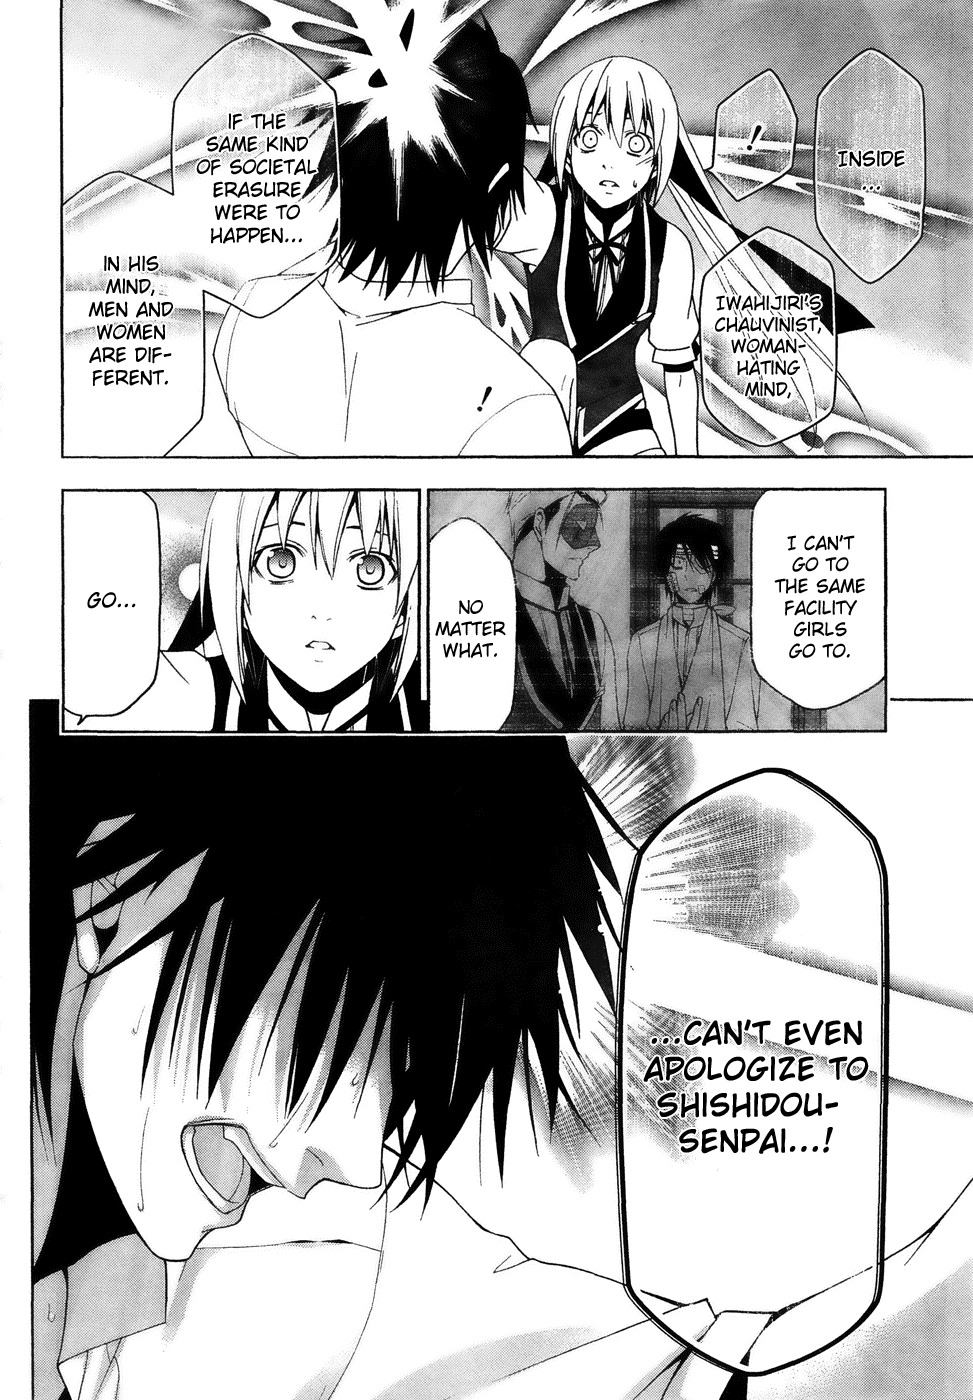 INSIDE
...
!
IWAHIJIRI'S
CHAUVINIST,
WOMAN-
HATING
MIND,
IF THE
SAME KIND
OF SOCIETAL
ERASURE
WERE TO
HAPPEN...
IN HIS
MIND,
MEN AND
WOMEN
ARE DIF-
FERENT.
!
I CAN'T
GO TO
THE SAME
FACILITY
GIRLS
GO TO.
NO
MATTER
WHAT.
GO...
...CAN'T EVEN
APOLOGIZE TO
SHISHIDOU-
SENPAI...!